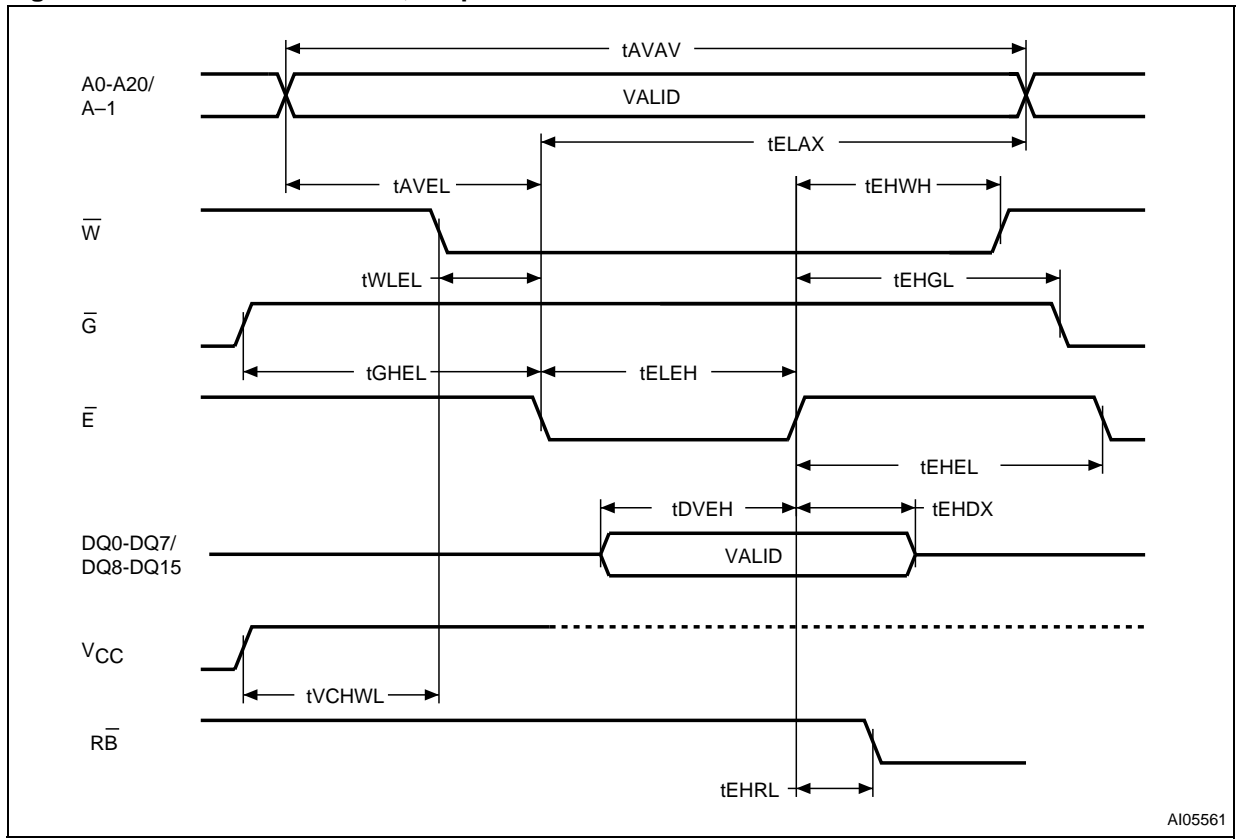 tAVAV
A0-A20/
A–1
VALID
tELAX
tAVEL
tEHWH
W̅
tWLEL
tEHGL
G̅
tGHEL
tELEH
E̅
tEHEL
tDVEH
tEHDX
DQ0-DQ7/
DQ8-DQ15
VALID
VCC
tVCHWL
RB̅
tEHRL
AI05561